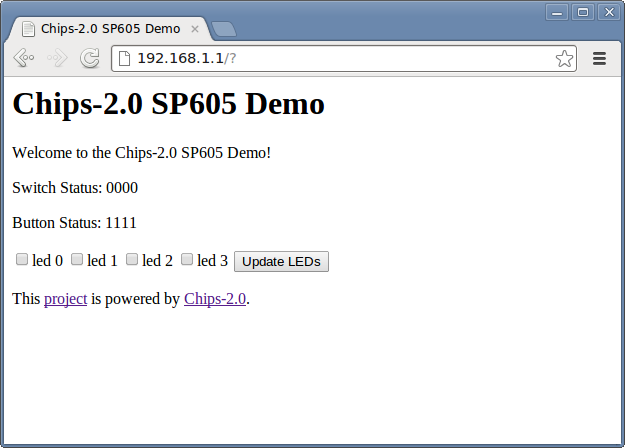 Chips-2.0 SP605 Demo
192.168.1.1/?
Chips-2.0 SP605 Demo
Welcome to the Chips-2.0 SP605 Demo!
Switch Status: 0000
Button Status: 1111
led 0 led 1 led 2 led 3 Update LEDs
This project is powered by Chips-2.0.